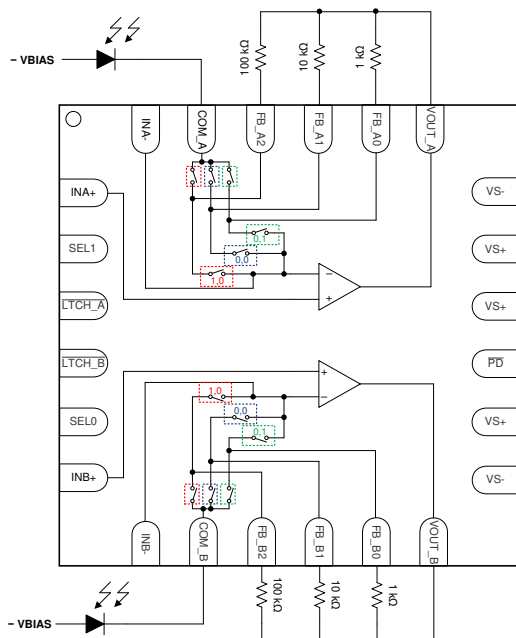 100 kΩ
10 kΩ
1 kΩ
– VBIAS
INA-
COM_A
FB_A2
FB_A1
FB_A0
VOUT_A
INA+
VS-
SEL1
0,1
VS+
0,0
1,0
–
+
LTCH_A
VS+
LTCH_B
PD
+
–
1,0
0,0
0,1
SEL0
VS+
INB+
VS-
INB-
COM_B
FB_B2
FB_B1
FB_B0
VOUT_B
100 kΩ
10 kΩ
1 kΩ
– VBIAS